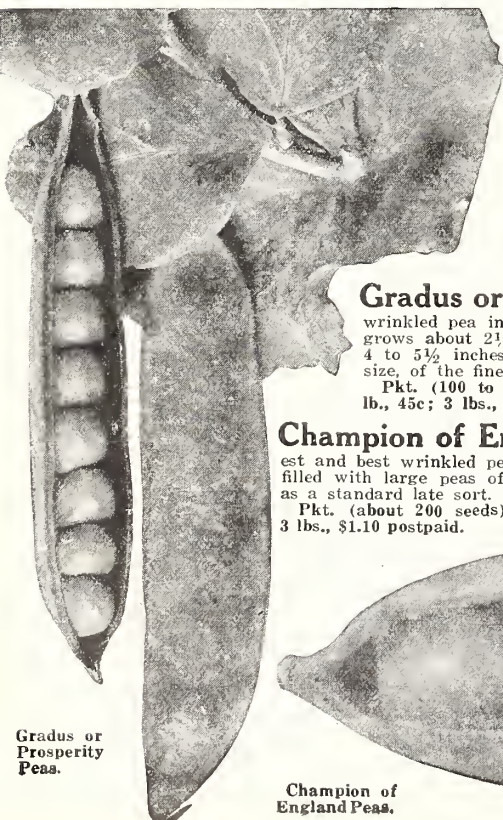 Gradus or
wrinkled pea in
grows about 2½
4 to 5½ inches
size, of the fine
Pkt. (100 to
lb., 45c; 3 lbs.,
Champion of E
est and best wrinkled pe
filled with large peas of
as a standard late sort.
Pkt. (about 200 seeds)
3 lbs., $1.10 postpaid.
Gradus or
Prosperity
Peas.
Champion of
England Peas.